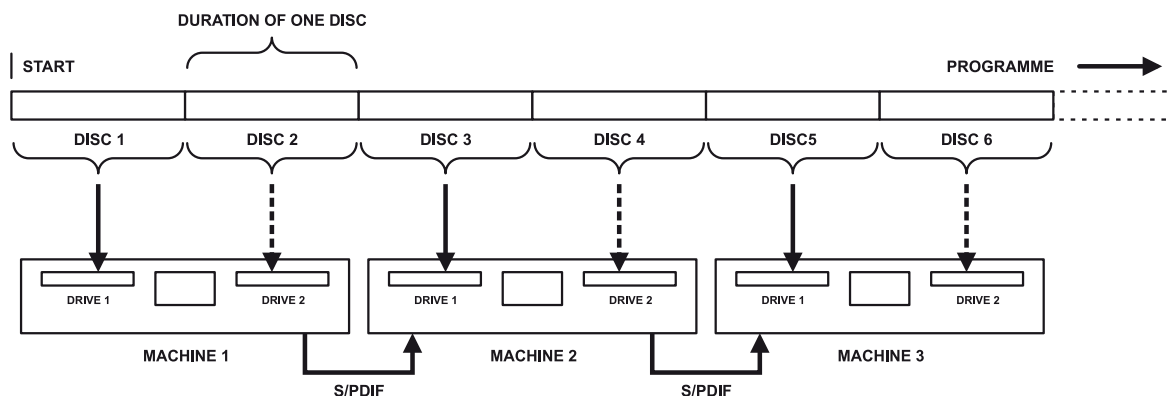 DURATION OF ONE DISC
START
PROGRAMME
DISC 1
DISC 2
DISC 3
DISC 4
DISC5
DISC 6
DRIVE 1
DRIVE 2
DRIVE 1
DRIVE 2
DRIVE 1
DRIVE 2
MACHINE 1
MACHINE 2
MACHINE 3
S/PDIF
S/PDIF